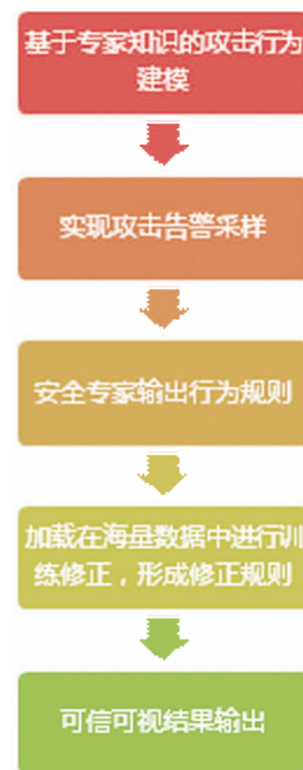 基于专家知识的攻击行为
建模
实现攻击告警采样
安全专家输出行为规则
加载在海量数据中进行训
练修正，形成修正规则
可信可视结果输出